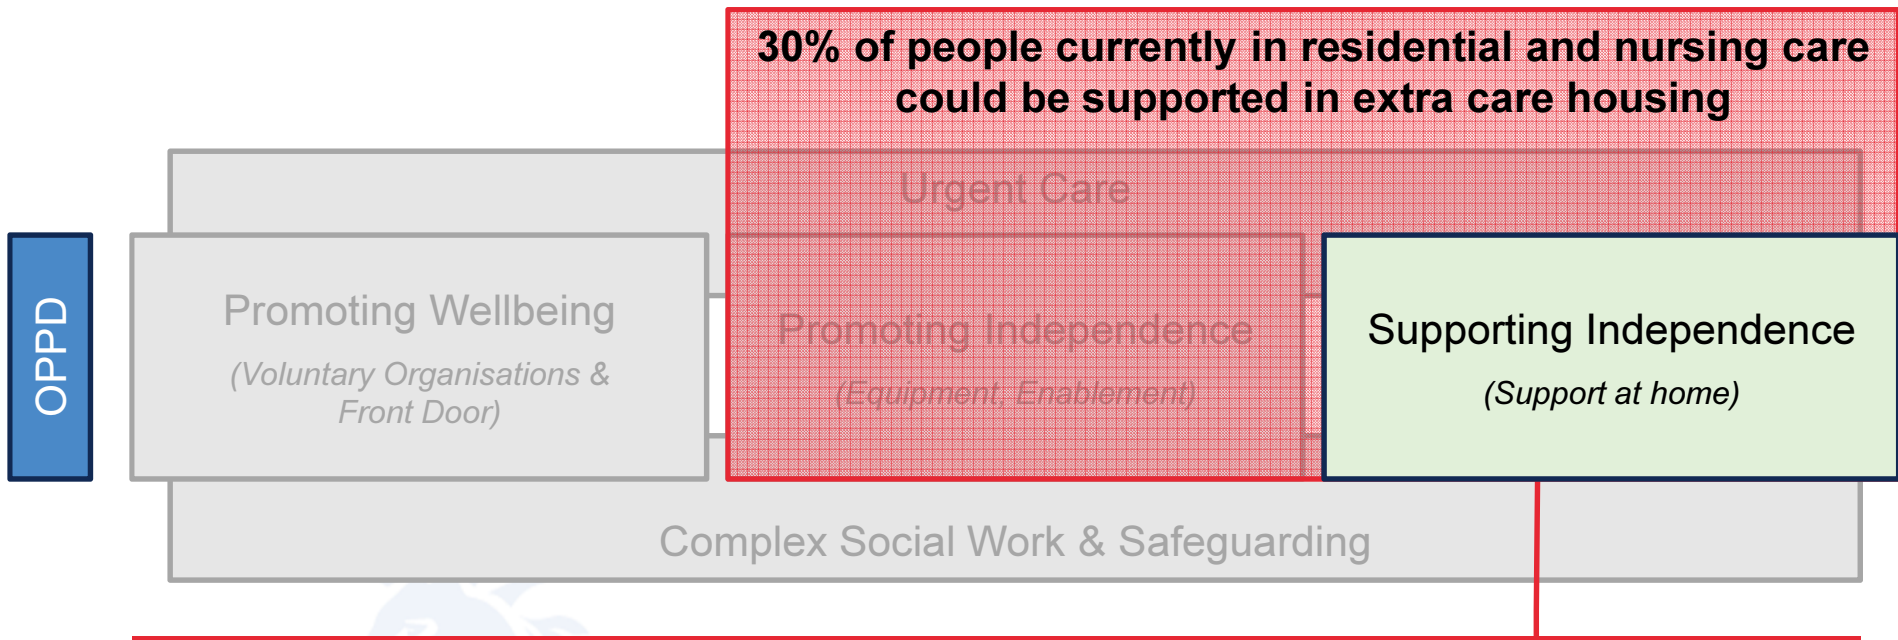 30% of people currently in residential and nursing care
could be supported in extra care housing
Urgent Care
OPPD
Promoting Wellbeing
(Voluntary Organisations &
Front Door)
Promoting Independence
(Equipment, Enablement)
Supporting Independence
(Support at home)
Complex Social Work & Safeguarding